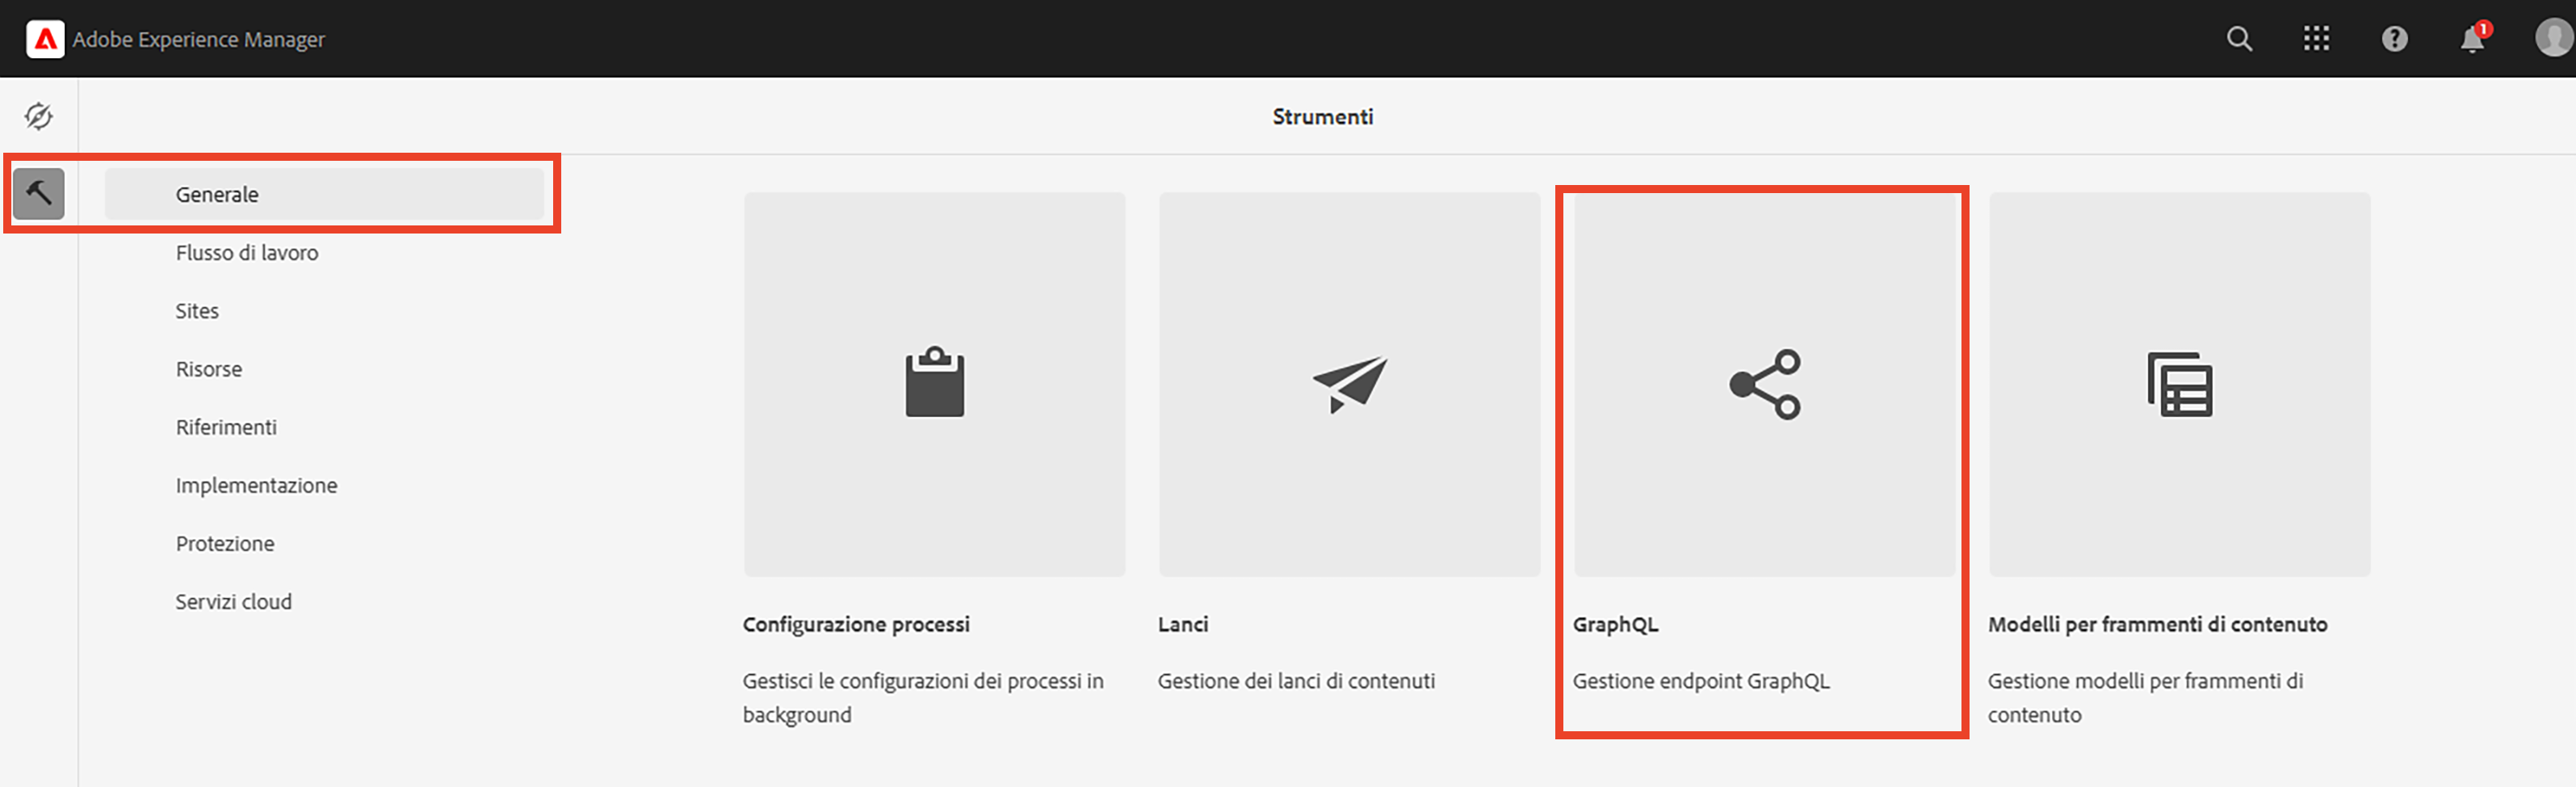 Adobe Experience Manager
1
Strumenti
Generale
Flusso di lavoro
Sites
Risorse
Riferimenti
Implementazione
Protezione
Servizi cloud
Configurazione processi
Gestisci le configurazioni dei processi in
background
Lanci
Gestione dei lanci di contenuti
GraphQL
Gestione endpoint GraphQL
Modelli per frammenti di contenuto
Gestione modelli per frammenti di
contenuto